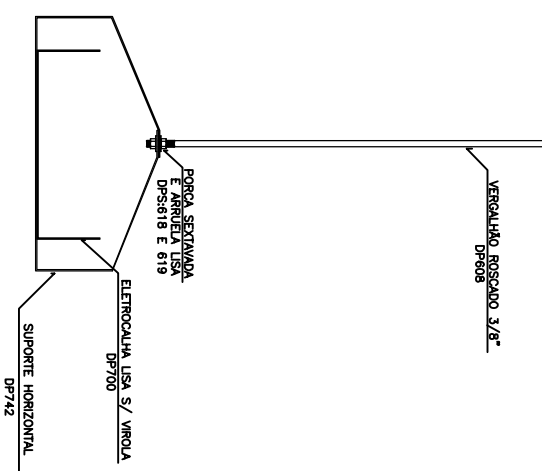 VERGALHÃO ROSCADO 3/8"
DP608
PORCA SEXTAVADA
E ARRUELA LISA
DPS:618 E 619
ELETROCALHA LISA S/ VIROLA
DP700
SUPORTE HORIZONTAL
DP742